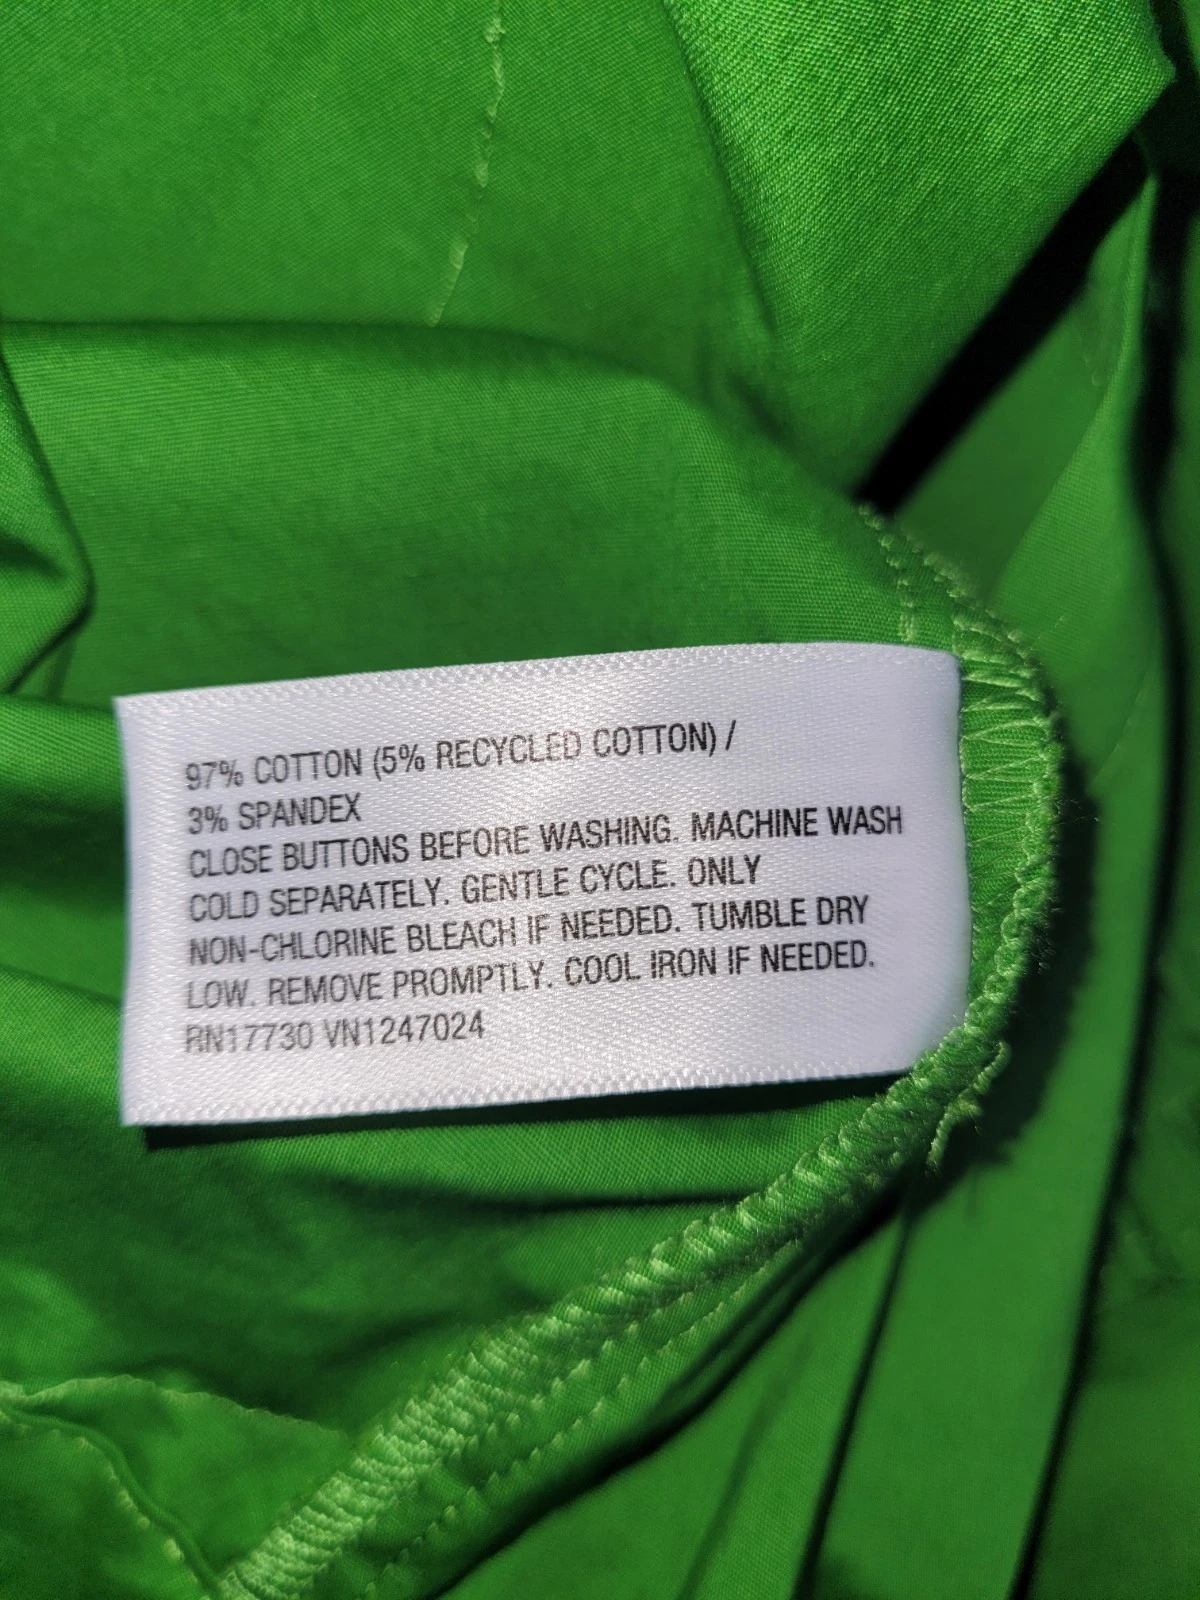 97% COTTON (5% RECYCLED COTTON) /
3% SPANDEX
CLOSE BUTTONS BEFORE WASHING. MACHINE WASH
COLD SEPARATELY. GENTLE CYCLE. ONLY
NON-CHLORINE BLEACH IF NEEDED. TUMBLE DRY
LOW. REMOVE PROMPTLY. COOL IRON IF NEEDED.
RN17730 VN1247024